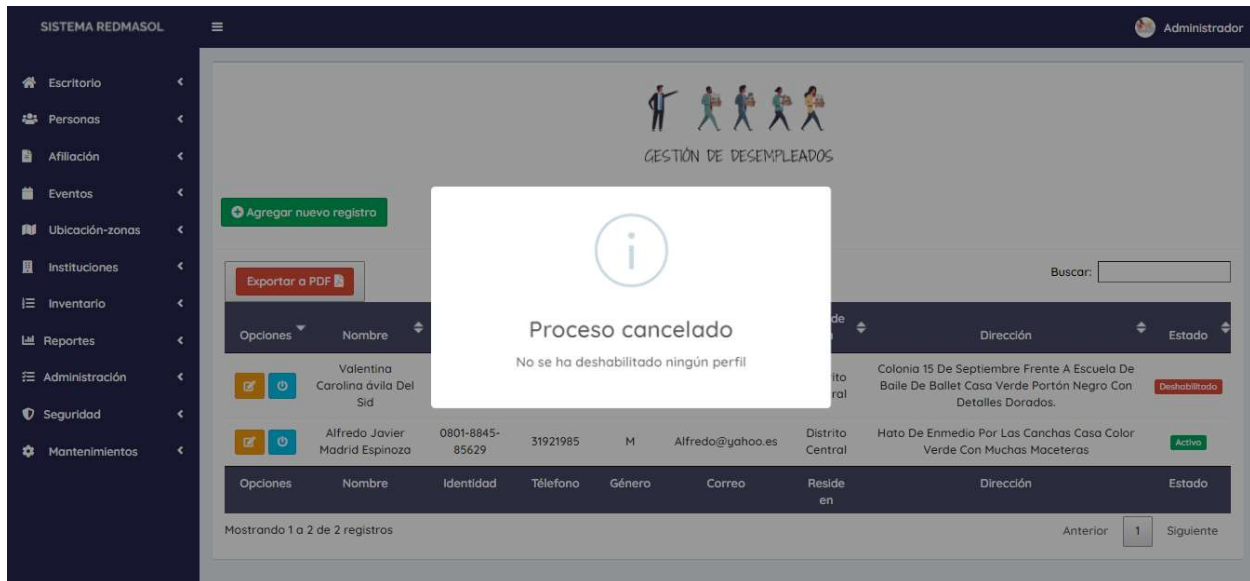 SISTEMA REDMASOL
Administrador
Escritorio
Personas
Afiliación
Eventos
Ubicación-zonas
Instituciones
Inventario
Reportes
Administración
Seguridad
Mantenimientos
GESTIÓN DE DESEMPLEADOS
Agregar nuevo registro
Exportar a PDF
Buscar:
Proceso cancelado
No se ha deshabilitado ningún perfil
Opciones Nombre de Dirección Estado
Valentina
Carolina ávila Del
Sid
Colonia 15 De Septiembre Frente A Escuela De
Baile De Ballet Casa Verde Portón Negro Con
Detalles Dorados.
Deshabilitado
Alfredo Javier
Madrid Espinoza
0801-8845-
85629
31921985
M
Alfredo@yahoo.es
Distrito
Central
Hato De Enmedio Por Las Canchas Casa Color
Verde Con Muchas Maceteras
Activo
Opciones Nombre Identidad Télefono Género Correo Reside
en
Dirección Estado
Mostrando 1 a 2 de 2 registros
Anterior 1 Siguiente